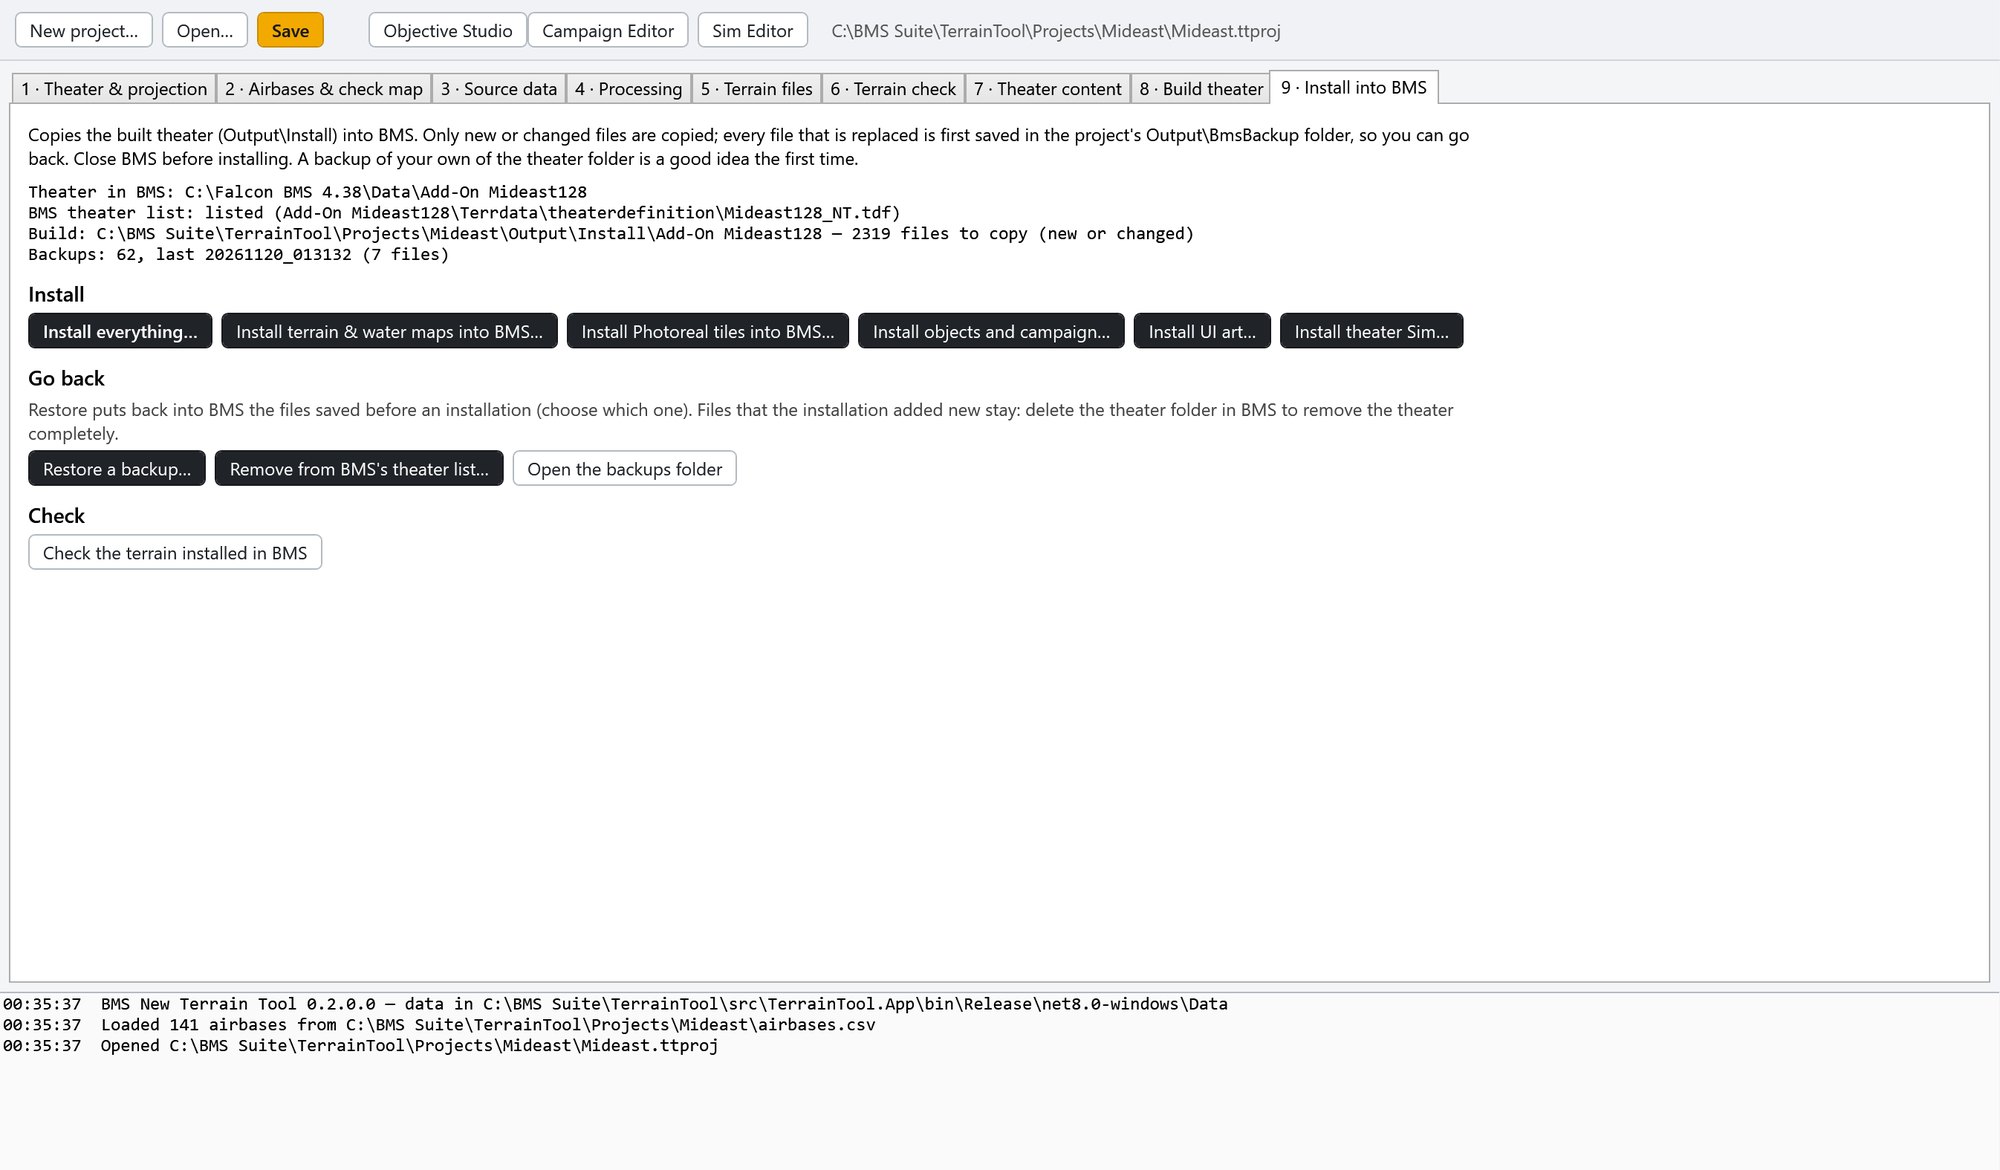 New project... Open... Save Objective Studio Campaign Editor Sim Editor C:\BMS Suite\TerrainTool\Projects\Mideast\Mideast.ttproj
1 · Theater & projection 2 · Airbases & check map 3 · Source data 4 · Processing 5 · Terrain files 6 · Terrain check 7 · Theater content 8 · Build theater 9 · Install into BMS
Copies the built theater (Output\Install) into BMS. Only new or changed files are copied; every file that is replaced is first saved in the project's Output\BmsBackup folder, so you can go
back. Close BMS before installing. A backup of your own of the theater folder is a good idea the first time.
Theater in BMS: C:\Falcon BMS 4.38\Data\Add-On Mideast128
BMS theater list: listed (Add-On Mideast128\Terrdata\theaterdefinition\Mideast128_NT.tdf)
Build: C:\BMS Suite\TerrainTool\Projects\Mideast\Output\Install\Add-On Mideast128 — 2319 files to copy (new or changed)
Backups: 62, last 20261120_013132 (7 files)
Install
Install everything... Install terrain & water maps into BMS... Install Photoreal tiles into BMS... Install objects and campaign... Install UI art... Install theater Sim...
Go back
Restore puts back into BMS the files saved before an installation (choose which one). Files that the installation added new stay: delete the theater folder in BMS to remove the theater
completely.
Restore a backup... Remove from BMS's theater list... Open the backups folder
Check
Check the terrain installed in BMS
00:35:37 BMS New Terrain Tool 0.2.0.0 — data in C:\BMS Suite\TerrainTool\src\TerrainTool.App\bin\Release\net8.0-windows\Data
00:35:37 Loaded 141 airbases from C:\BMS Suite\TerrainTool\Projects\Mideast\airbases.csv
00:35:37 Opened C:\BMS Suite\TerrainTool\Projects\Mideast\Mideast.ttproj